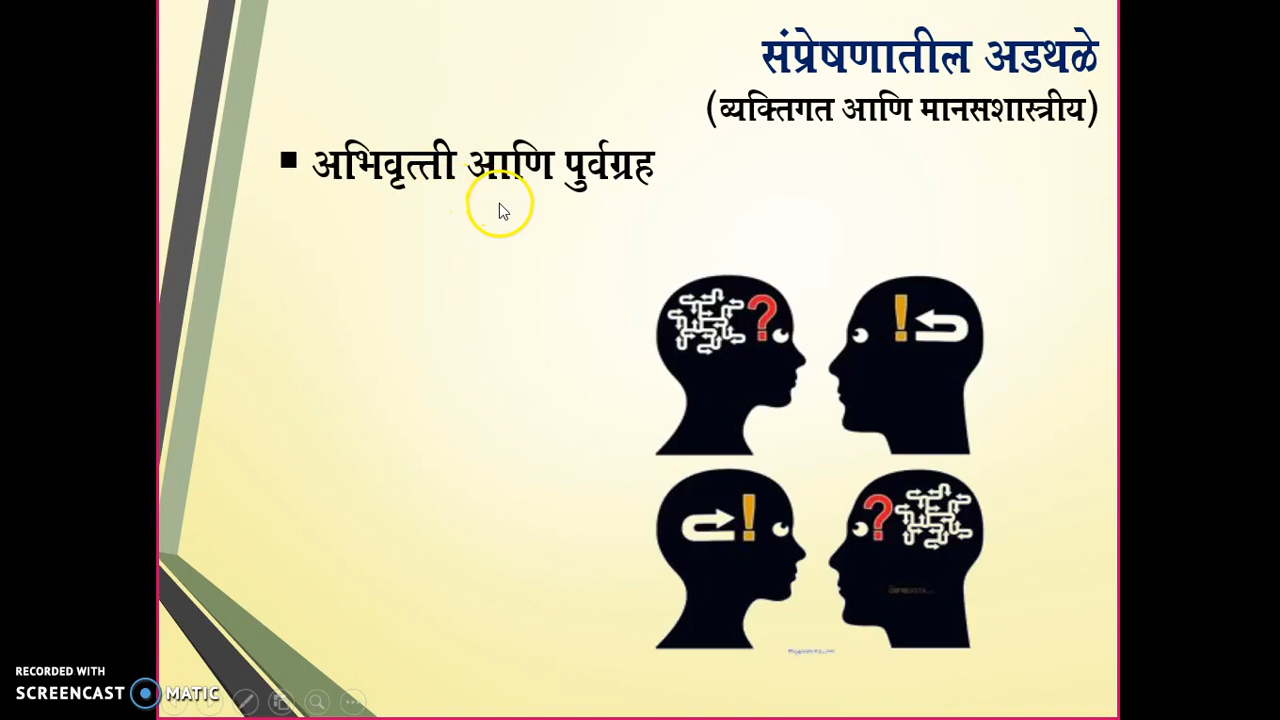 संप्रेषणातील अडथळे
(व्यक्तिगत आणि मानसशास्त्रीय)
▪ अभिवृत्ती आणि पुर्वग्रह
? !
! ?
RECORDED WITH
SCREENCAST MATIC